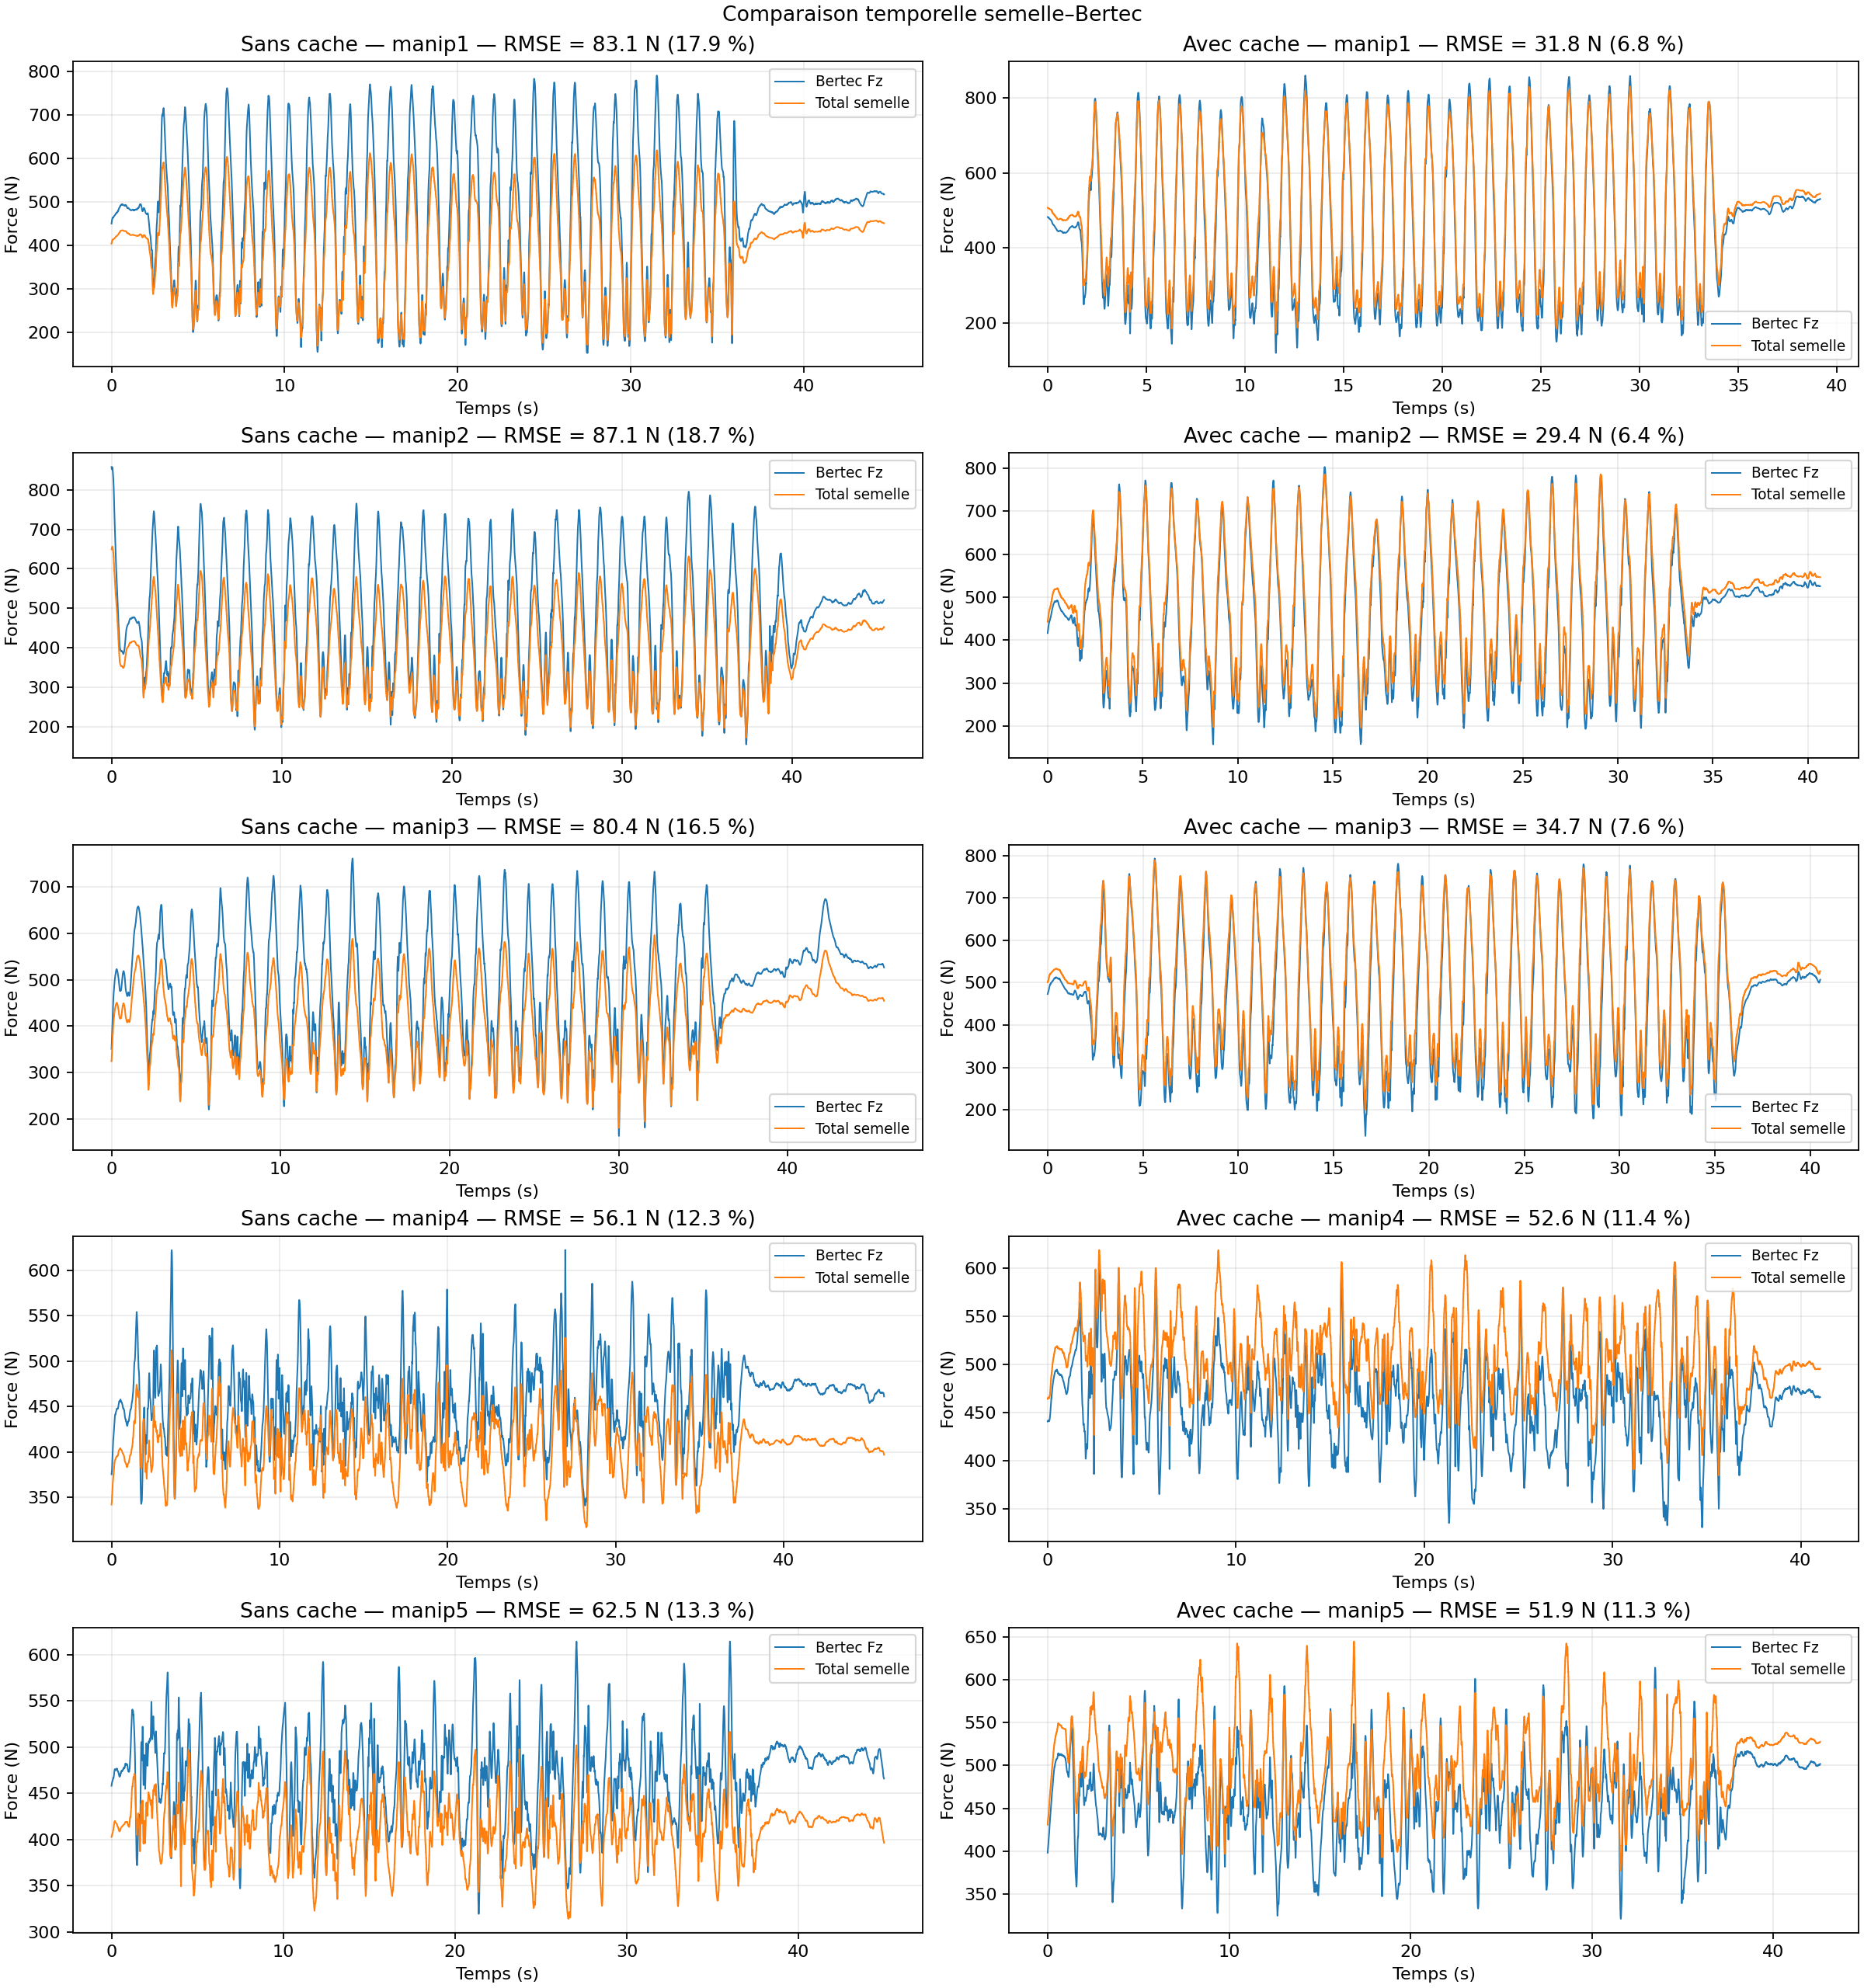 Comparaison temporelle semelle–Bertec
Sans cache — manip1 — RMSE = 83.1 N (17.9 %)
800
700
600
500
400
300
200
Force (N)
Bertec Fz
Total semelle
0 10 20 30 40
Temps (s)
Avec cache — manip1 — RMSE = 31.8 N (6.8 %)
800
600
400
200
Force (N)
Bertec Fz
Total semelle
0 5 10 15 20 25 30 35 40
Temps (s)
Sans cache — manip2 — RMSE = 87.1 N (18.7 %)
800
700
600
500
400
300
200
Force (N)
Bertec Fz
Total semelle
0 10 20 30 40
Temps (s)
Avec cache — manip2 — RMSE = 29.4 N (6.4 %)
800
700
600
500
400
300
200
Force (N)
Bertec Fz
Total semelle
0 5 10 15 20 25 30 35 40
Temps (s)
Sans cache — manip3 — RMSE = 80.4 N (16.5 %)
700
600
500
400
300
200
Force (N)
Bertec Fz
Total semelle
0 10 20 30 40
Temps (s)
Avec cache — manip3 — RMSE = 34.7 N (7.6 %)
800
700
600
500
400
300
200
Force (N)
Bertec Fz
Total semelle
0 5 10 15 20 25 30 35 40
Temps (s)
Sans cache — manip4 — RMSE = 56.1 N (12.3 %)
600
550
500
450
400
350
Force (N)
Bertec Fz
Total semelle
0 10 20 30 40
Temps (s)
Avec cache — manip4 — RMSE = 52.6 N (11.4 %)
600
550
500
450
400
350
Force (N)
Bertec Fz
Total semelle
0 10 20 30 40
Temps (s)
Sans cache — manip5 — RMSE = 62.5 N (13.3 %)
600
550
500
450
400
350
300
Force (N)
Bertec Fz
Total semelle
0 10 20 30 40
Temps (s)
Avec cache — manip5 — RMSE = 51.9 N (11.3 %)
650
600
550
500
450
400
350
Force (N)
Bertec Fz
Total semelle
0 10 20 30 40
Temps (s)